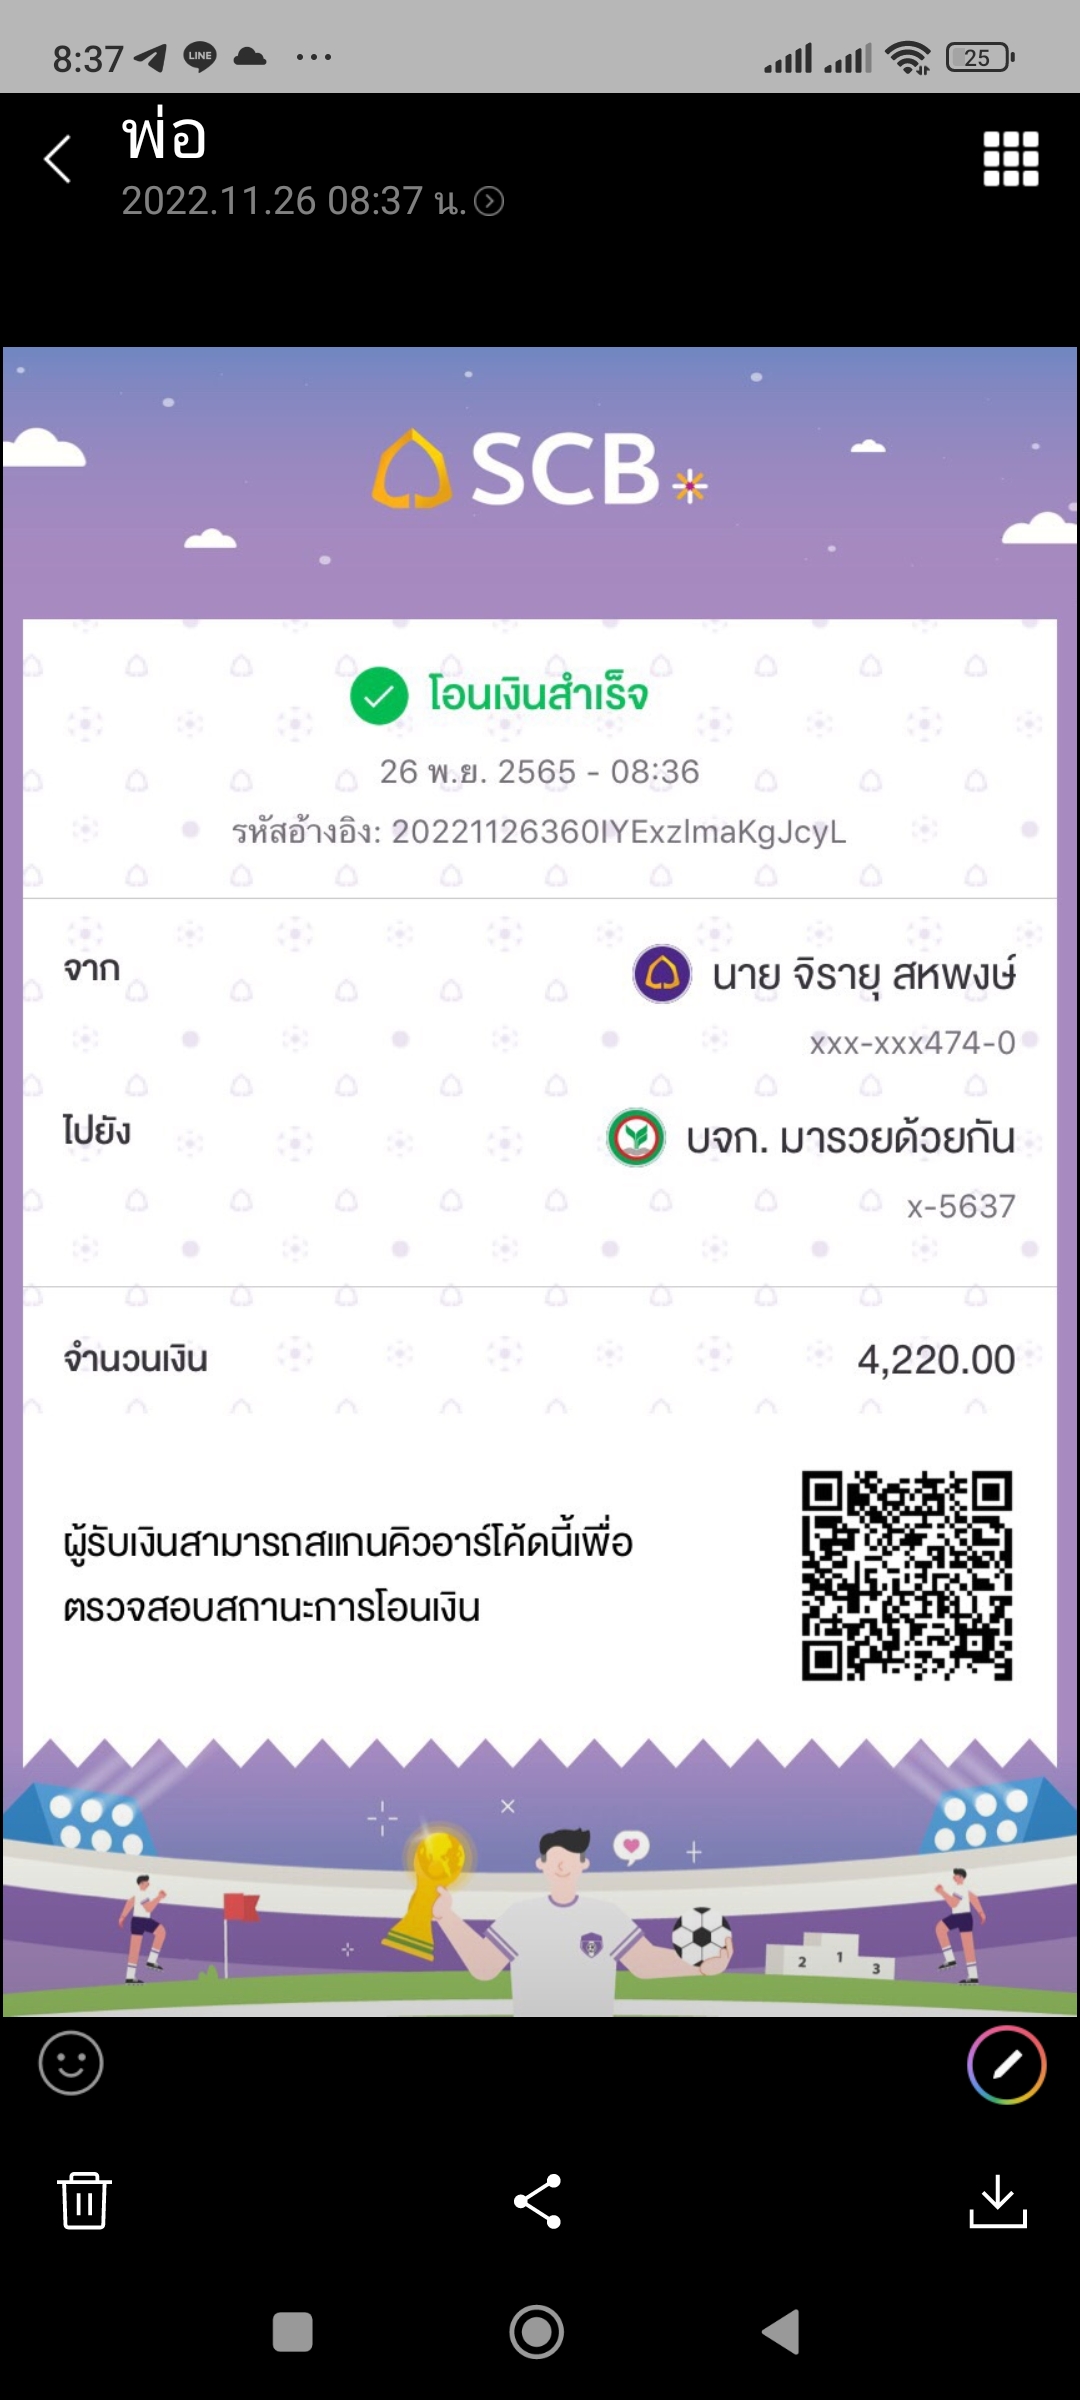 8:37 LINE ... 25
พ่อ
2022.11.26 08:37 น.
SCB
โอนเงินสำเร็จ
26 พ.ย. 2565 - 08:36
รหัสอ้างอิง: 20221126360IYExzlmaKgJcyL
จาก นาย จิรายุ สหพงษ์
xxx-xxx474-0
ไปยัง บจก. มารวยด้วยกัน
x-5637
จำนวนเงิน 4,220.00
ผู้รับเงินสามารถสแกนคิวอาร์โค้ดนี้เพื่อ
ตรวจสอบสถานะการโอนเงิน
2 1 3